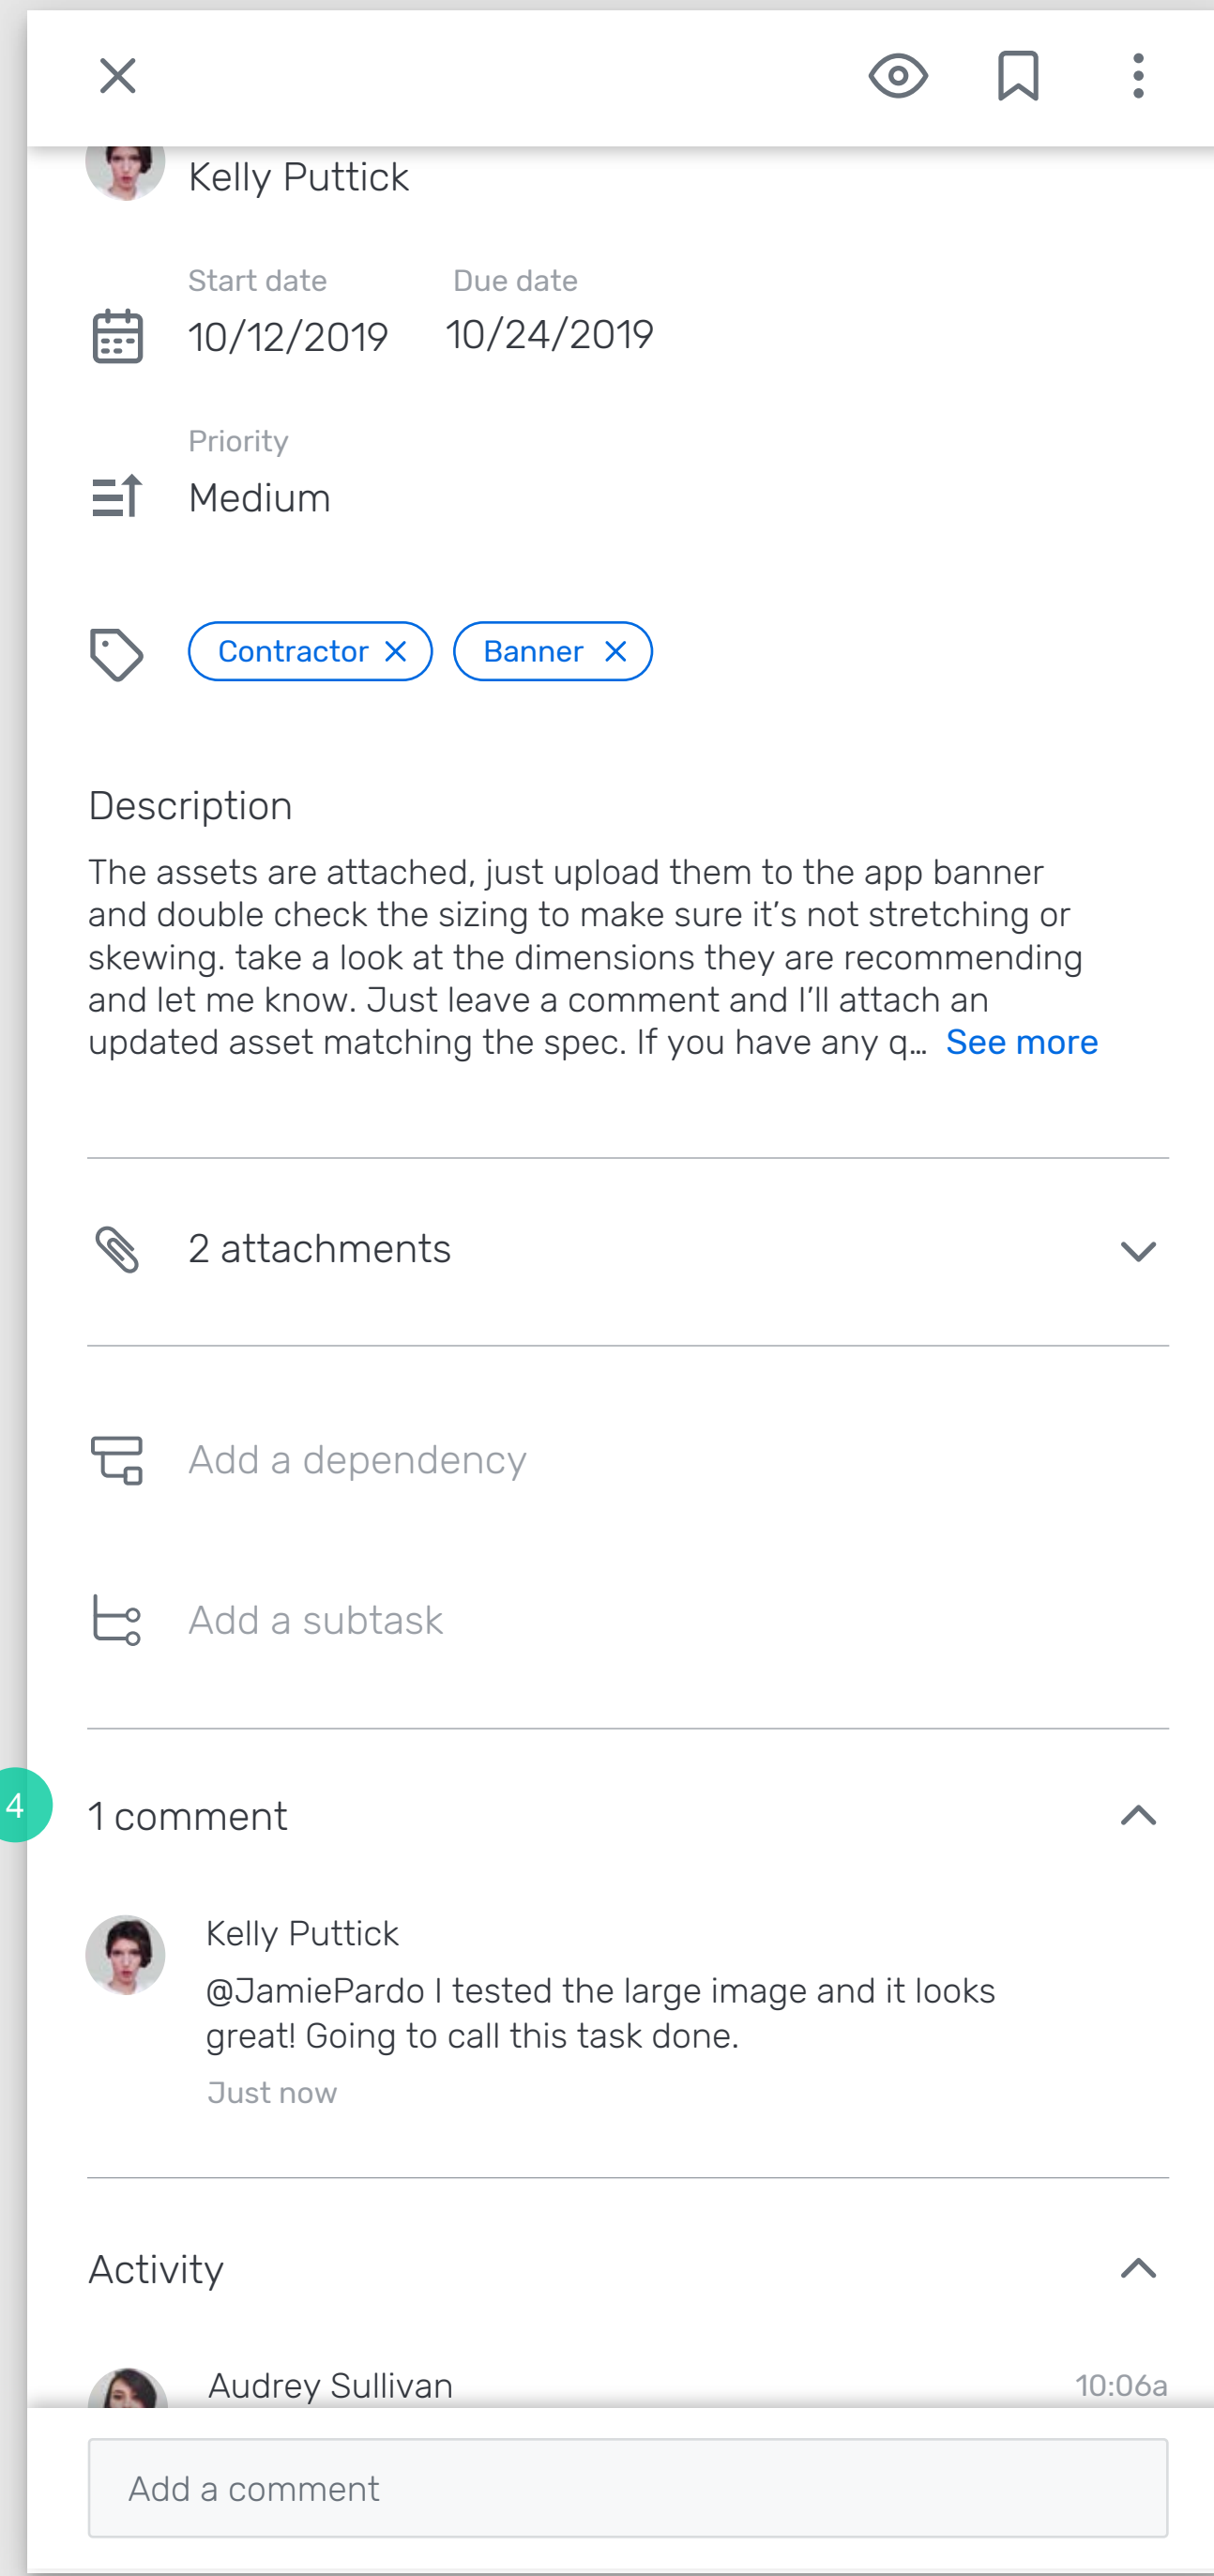 Kelly Puttick
Start date Due date
10/12/2019 10/24/2019
Priority
Medium
Contractor Banner
Description
The assets are attached, just upload them to the app banner
and double check the sizing to make sure it’s not stretching or
skewing. take a look at the dimensions they are recommending
and let me know. Just leave a comment and I’ll attach an
updated asset matching the spec. If you have any q... See more
2 attachments
Add a dependency
Add a subtask
4
1 comment
Kelly Puttick
@JamiePardo I tested the large image and it looks
great! Going to call this task done.
Just now
Activity
Audrey Sullivan 10:06a
Add a comment